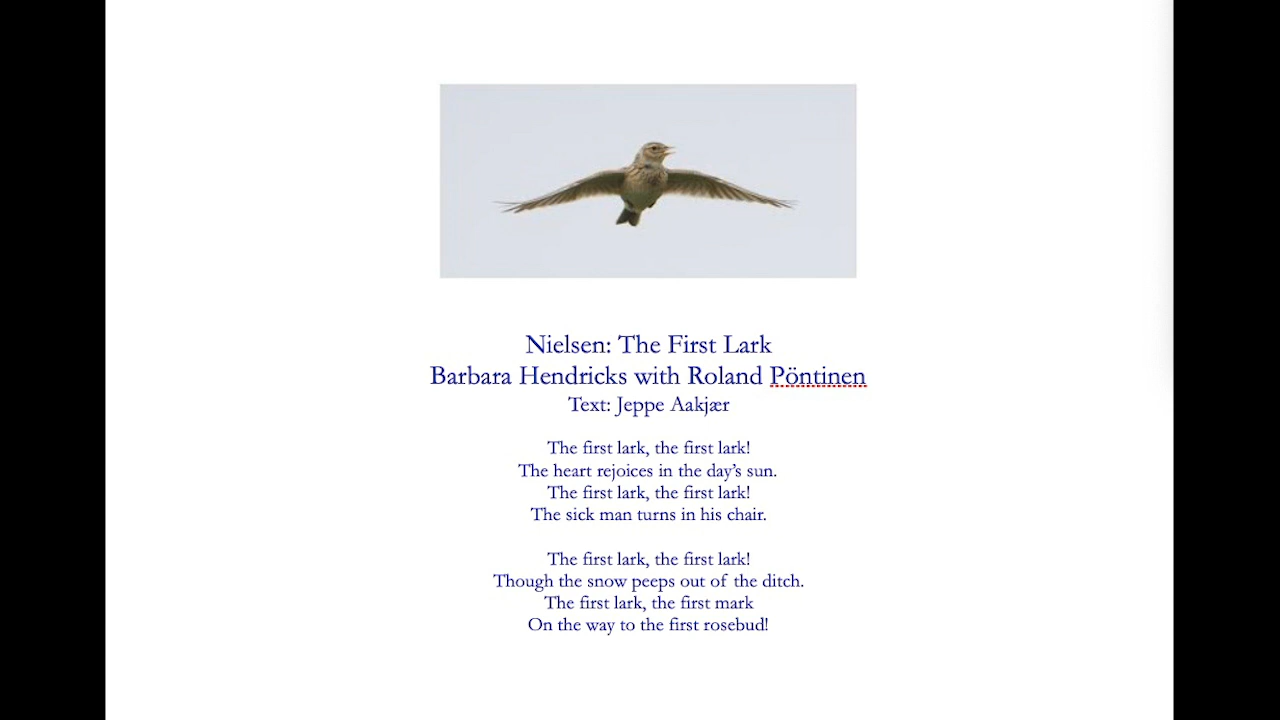 Nielsen: The First Lark
Barbara Hendricks with Roland Pöntinen
Text: Jeppe Aakjær
The first lark, the first lark!
The heart rejoices in the day’s sun.
The first lark, the first lark!
The sick man turns in his chair.
The first lark, the first lark!
Though the snow peeps out of the ditch.
The first lark, the first mark
On the way to the first rosebud!